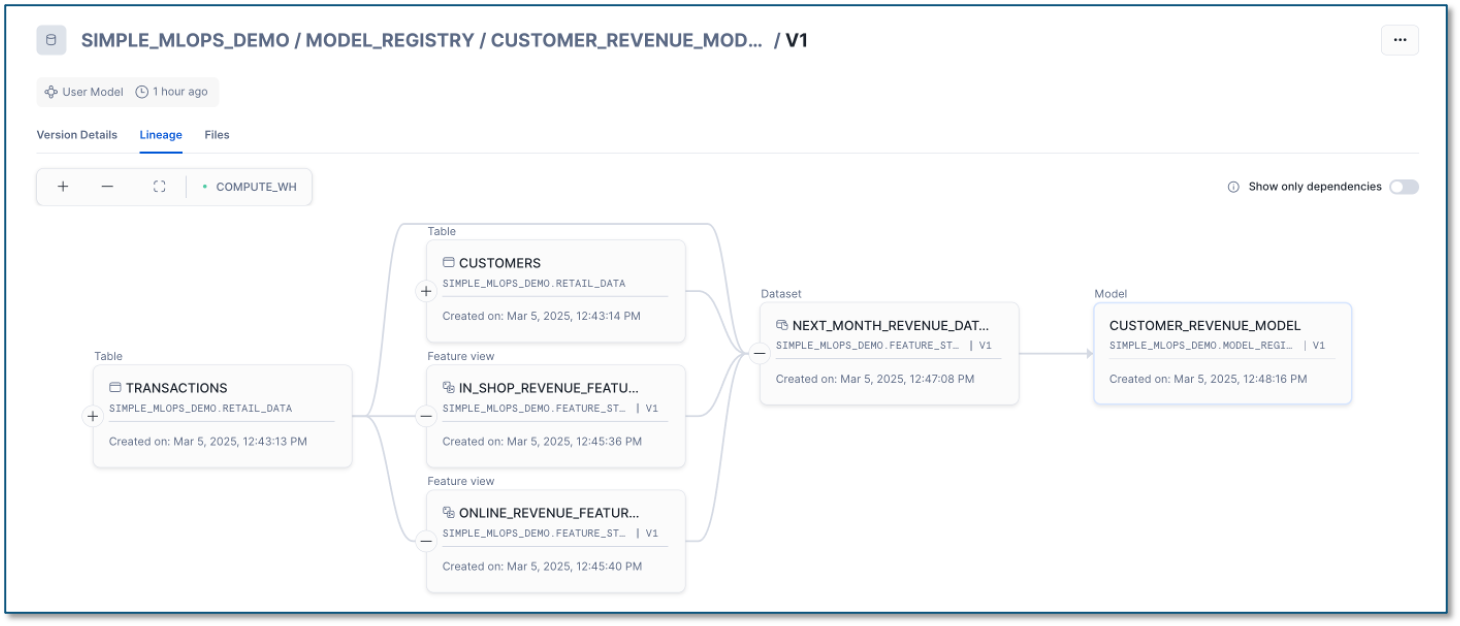 SIMPLE_MLOPS_DEMO / MODEL_REGISTRY / CUSTOMER_REVENUE_MOD... / V1
User Model 1 hour ago
Version Details Lineage Files
COMPUTE_WH
Show only dependencies
Table
TRANSACTIONS
SIMPLE_MLOPS_DEMO.RETAIL_DATA
Created on: Mar 5, 2025, 12:43:13 PM
Table
CUSTOMERS
SIMPLE_MLOPS_DEMO.RETAIL_DATA
Created on: Mar 5, 2025, 12:43:14 PM
Feature view
IN_SHOP_REVENUE_FEATU...
SIMPLE_MLOPS_DEMO.FEATURE_ST… | V1
Created on: Mar 5, 2025, 12:45:36 PM
Feature view
ONLINE_REVENUE_FEATUR...
SIMPLE_MLOPS_DEMO.FEATURE_ST… | V1
Created on: Mar 5, 2025, 12:45:40 PM
Dataset
NEXT_MONTH_REVENUE_DAT...
SIMPLE_MLOPS_DEMO.FEATURE_ST… | V1
Created on: Mar 5, 2025, 12:47:08 PM
Model
CUSTOMER_REVENUE_MODEL
SIMPLE_MLOPS_DEMO.MODEL_REGI… | V1
Created on: Mar 5, 2025, 12:48:16 PM